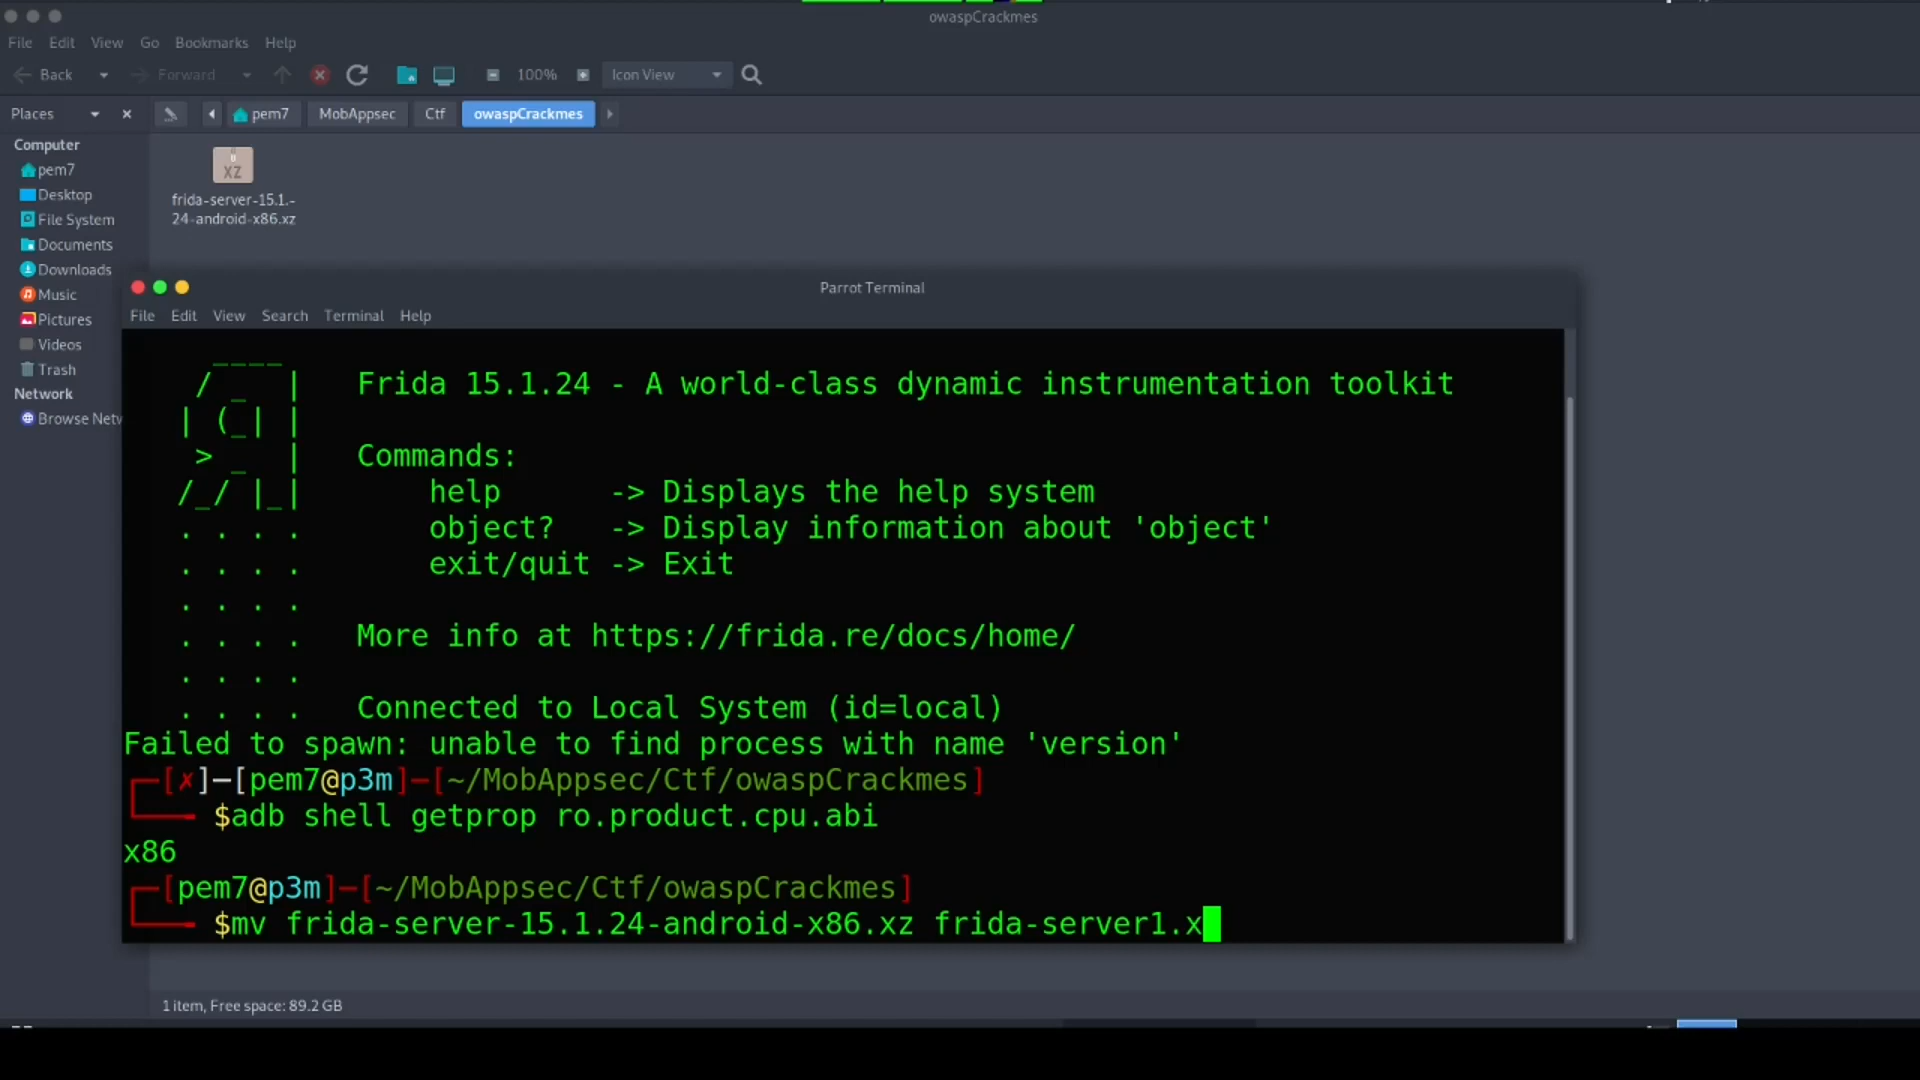 owaspCrackmes
File Edit View Go Bookmarks Help
Back Forward 100% Icon View
Places pem7 MobAppsec Ctf owaspCrackmes
Computer
pem7
Desktop
File System
Documents
Downloads
Music
Pictures
Videos
Trash
Network
Browse Netw
XZ
frida-server-15.1.-
24-android-x86.xz
Parrot Terminal
File Edit View Search Terminal Help
____
/ _  |   Frida 15.1.24 - A world-class dynamic instrumentation toolkit
| (_| |
> _  |   Commands:
/_/ |_|       help      -> Displays the help system
. . . .       object?   -> Display information about 'object'
. . . .       exit/quit -> Exit
. . . .
. . . .   More info at https://frida.re/docs/home/
. . . .
. . . .   Connected to Local System (id=local)
Failed to spawn: unable to find process with name 'version'
┌─[✗]─[pem7@p3m]─[~/MobAppsec/Ctf/owaspCrackmes]
└──╼ $adb shell getprop ro.product.cpu.abi
x86
┌─[pem7@p3m]─[~/MobAppsec/Ctf/owaspCrackmes]
└──╼ $mv frida-server-15.1.24-android-x86.xz frida-server1.x
1 item, Free space: 89.2 GB